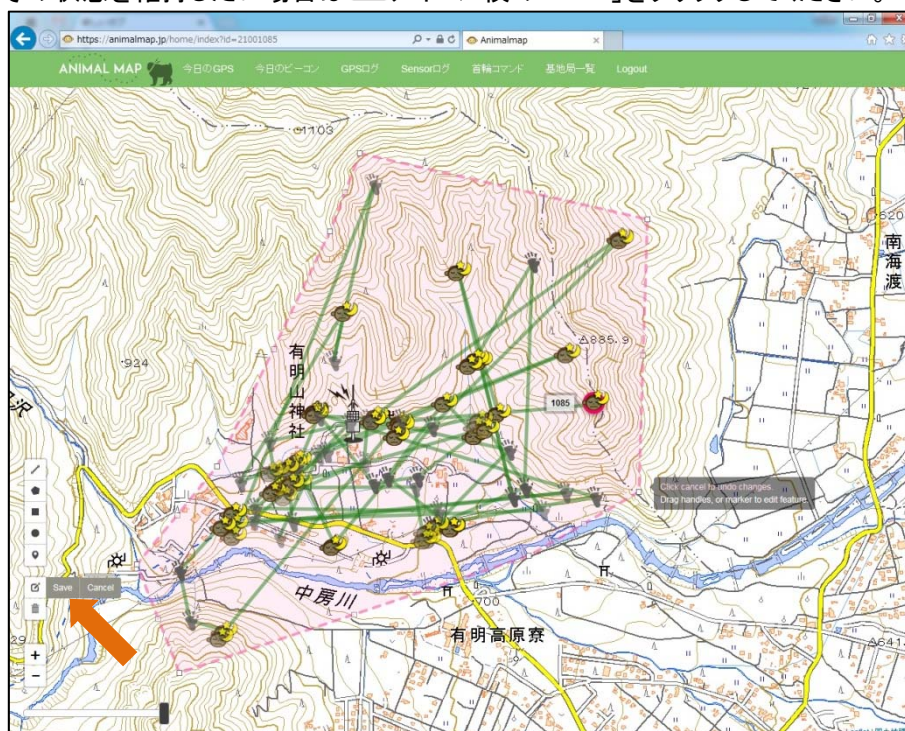 https://animalmap.jp/home/index?id=21001085
Animalmap
ANIMAL MAP
今日のGPS
今日のビーコン
GPSログ
Sensorログ
首輪コマンド
基地局一覧
Logout
1103
620
南海渡
924
835.9
有明山神社
1085
Click cancel to undo changes.
Drag handles, or marker to edit feature.
Save
Cancel
中房川
700
有明高原寮
29
641
+
−